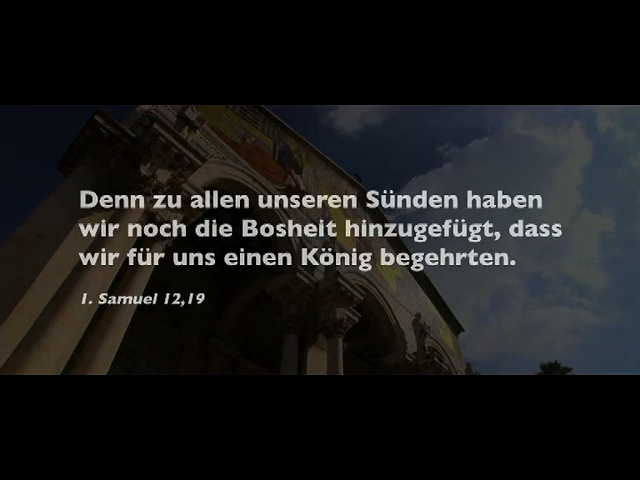 Denn zu allen unseren Sünden haben
wir noch die Bosheit hinzugefügt, dass
wir für uns einen König begehrten.
1. Samuel 12,19